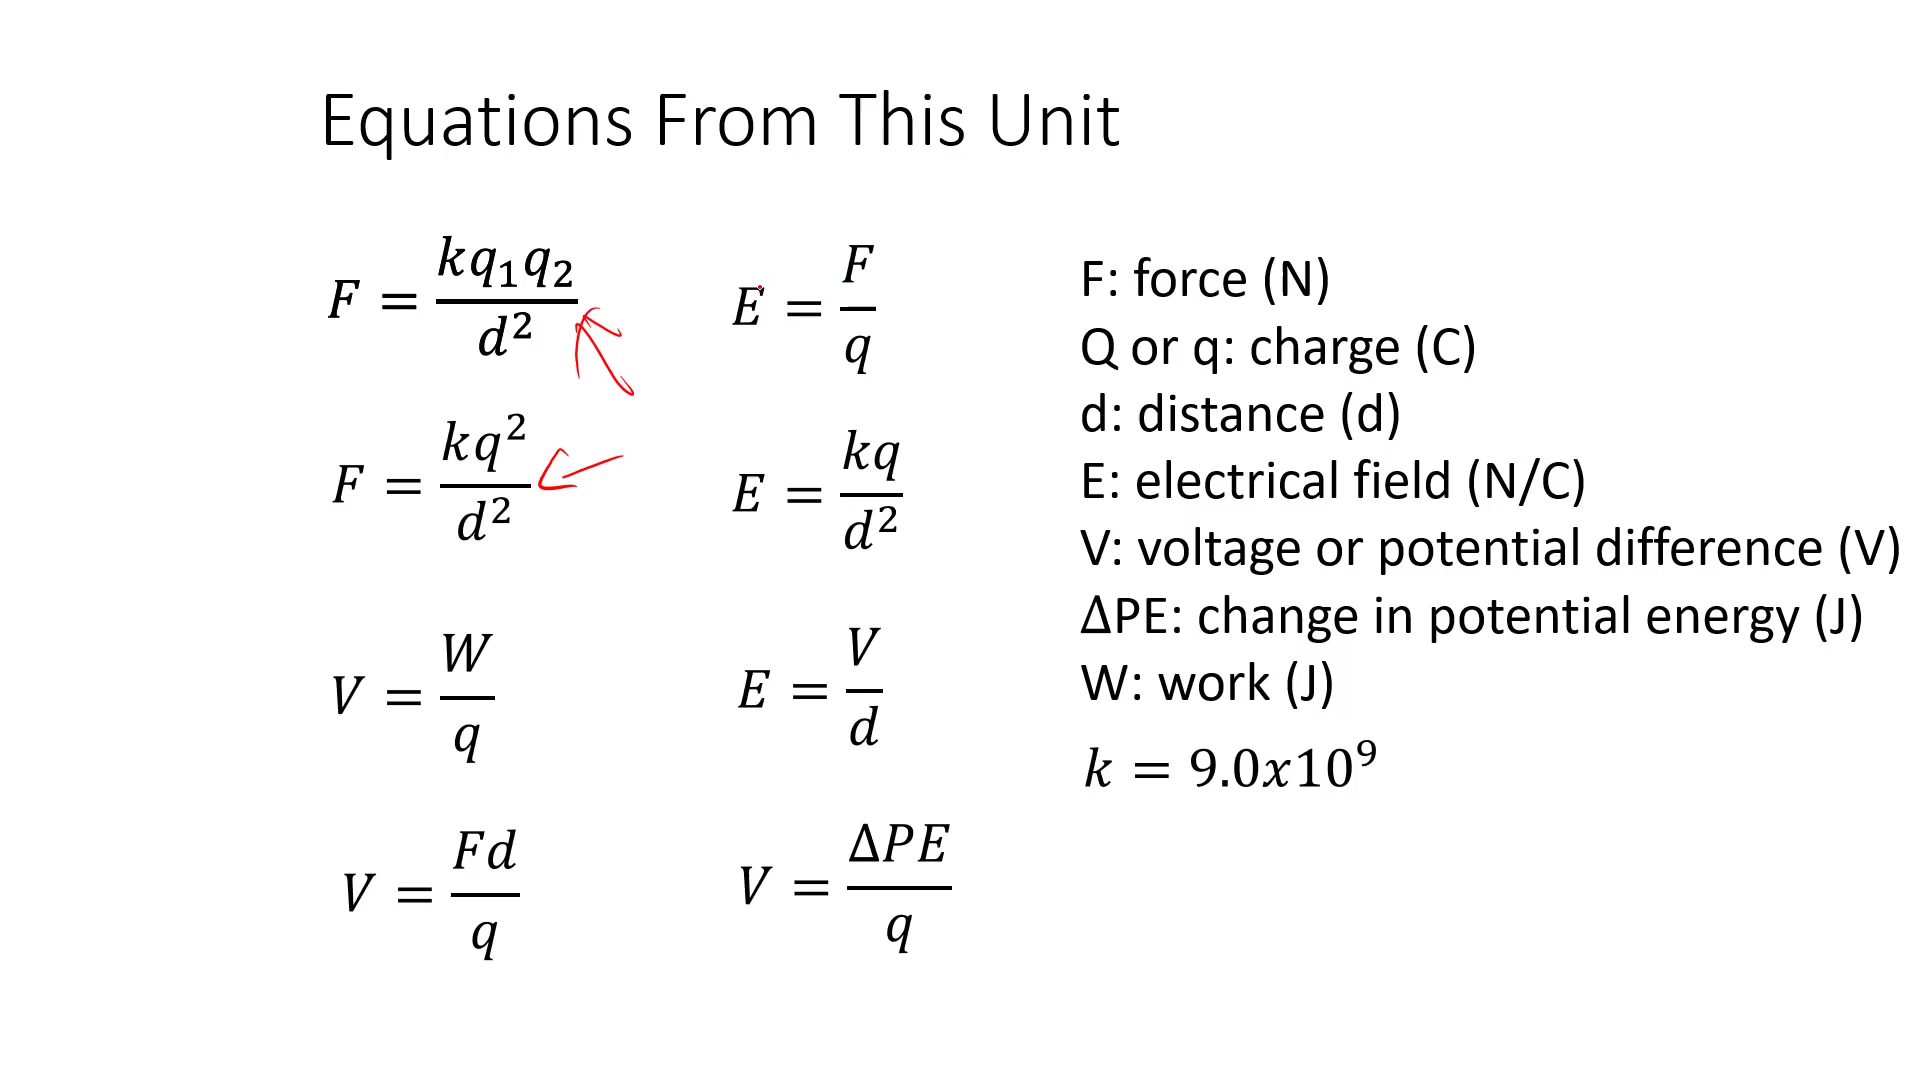 Equations From This Unit
F = kq₁q₂/d²
E = F/q
F = kq²/d²
E = kq/d²
V = W/q
E = V/d
V = Fd/q
V = ΔPE/q
F: force (N)
Q or q: charge (C)
d: distance (d)
E: electrical field (N/C)
V: voltage or potential difference (V)
ΔPE: change in potential energy (J)
W: work (J)
k = 9.0x10⁹